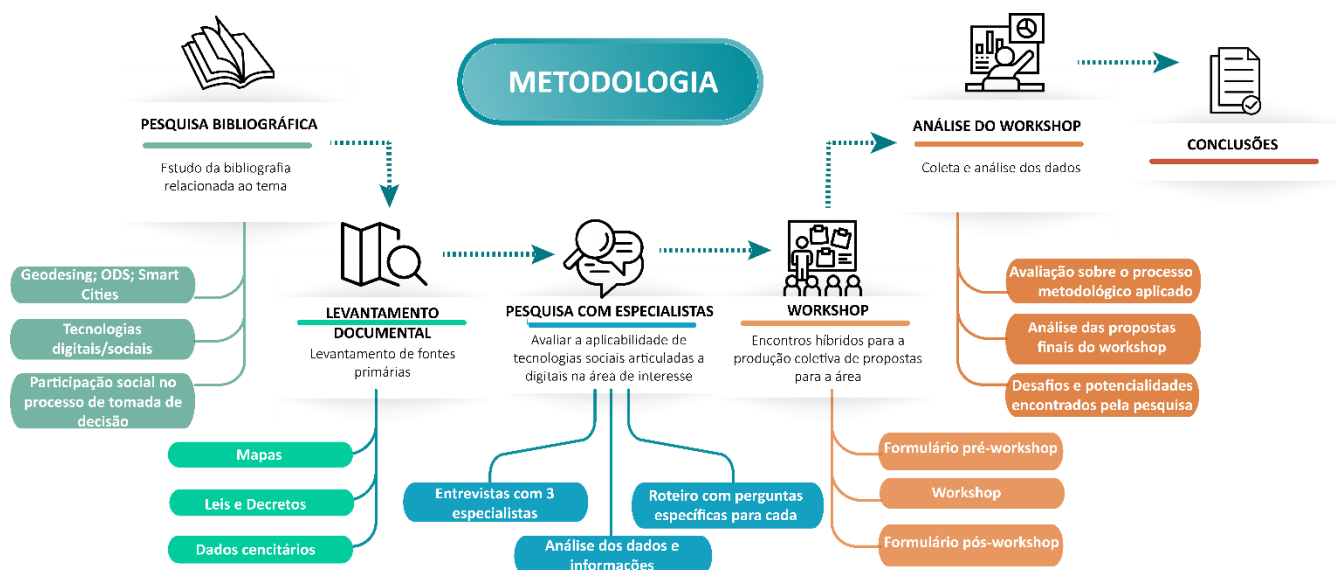 METODOLOGIA
PESQUISA BIBLIOGRÁFICA
Estudo da bibliografia
relacionada ao tema
Geodesing; ODS; Smart
Cities
Tecnologias
digitais/sociais
Participação social no
processo de tomada de
decisão
LEVANTAMENTO
DOCUMENTAL
Levantamento de fontes
primárias
Mapas
Leis e Decretos
Dados cencitários
PESQUISA COM ESPECIALISTAS
Avaliar a aplicabilidade de
tecnologias sociais articuladas a
digitais na área de interesse
Entrevistas com 3
especialistas
Análise dos dados e
informações
Roteiro com perguntas
específicas para cada
WORKSHOP
Encontros híbridos para a
produção coletiva de propostas
para a área
Formulário pré-workshop
Workshop
Formulário pós-workshop
ANÁLISE DO WORKSHOP
Coleta e análise dos dados
Avaliação sobre o processo
metodológico aplicado
Análise das propostas
finais do workshop
Desafios e potencialidades
encontrados pela pesquisa
CONCLUSÕES